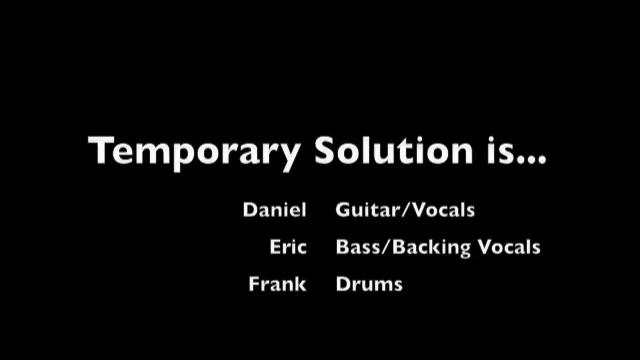 Temporary Solution is...
Daniel Guitar/Vocals
Eric Bass/Backing Vocals
Frank Drums